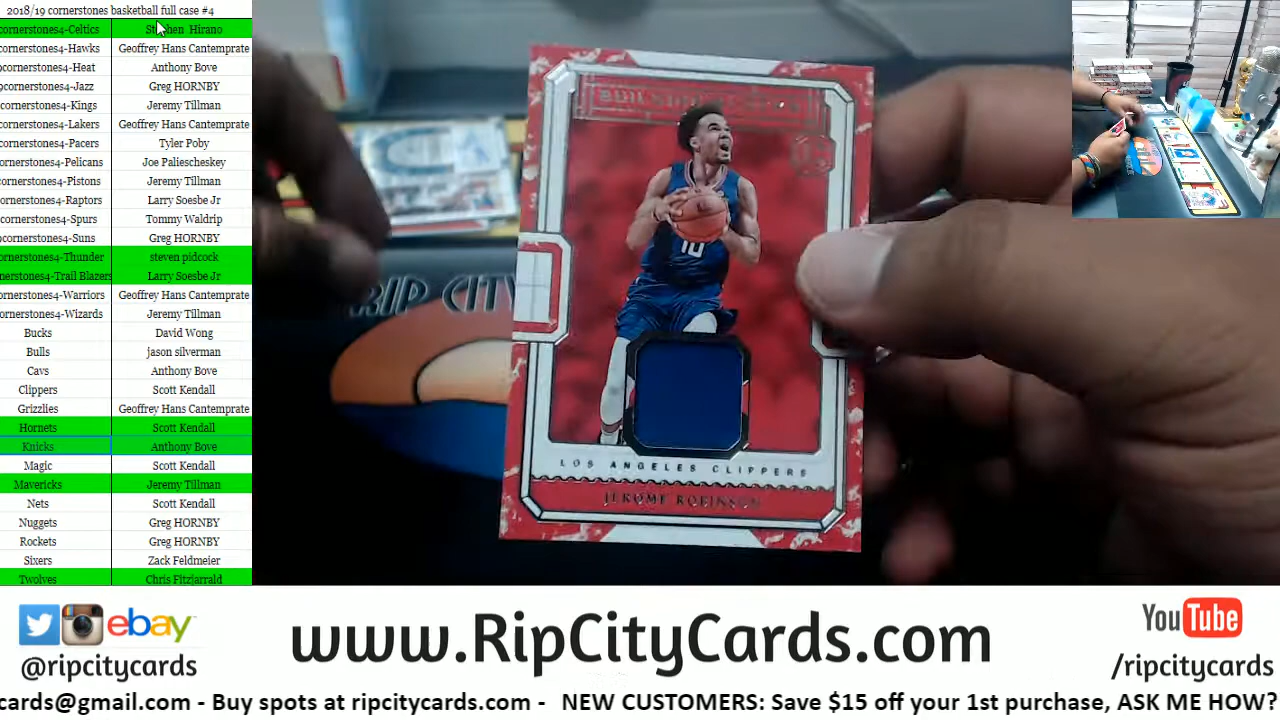 2018/19 cornerstones basketball full case #4
cornerstones4-Celtics Stephen Hirano
cornerstones4-Hawks Geoffrey Hans Cantemprate
cornerstones4-Heat Anthony Bove
cornerstones4-Jazz Greg HORNBY
cornerstones4-Kings Jeremy Tillman
cornerstones4-Lakers Geoffrey Hans Cantemprate
cornerstones4-Pacers Tyler Poby
cornerstones4-Pelicans Joe Paliescheskey
cornerstones4-Pistons Jeremy Tillman
cornerstones4-Raptors Larry Soesbe Jr
cornerstones4-Spurs Tommy Waldrip
cornerstones4-Suns Greg HORNBY
cornerstones4-Thunder steven pidcock
nerstones4-Trail Blazers Larry Soesbe Jr
ornerstones4-Warriors Geoffrey Hans Cantemprate
ornerstones4-Wizards Jeremy Tillman
Bucks David Wong
Bulls jason silverman
Cavs Anthony Bove
Clippers Scott Kendall
Grizzlies Geoffrey Hans Cantemprate
Hornets Scott Kendall
Knicks Anthony Bove
Magic Scott Kendall
Mavericks Jeremy Tillman
Nets Scott Kendall
Nuggets Greg HORNBY
Rockets Greg HORNBY
Sixers Zack Feldmeier
Twolves Chris Fitzjarrald
RIP CITY
10
LOS ANGELES CLIPPERS
JEROME ROBINSON
ebay
@ripcitycards
www.RipCityCards.com
YouTube
/ripcitycards
cards@gmail.com - Buy spots at ripcitycards.com - NEW CUSTOMERS: Save $15 off your 1st purchase, ASK ME HOW?